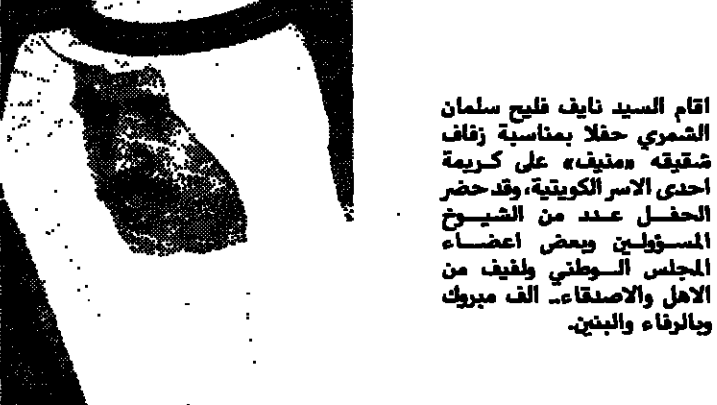 اقام السيد نايف فليح سلمان
الشمري حفلا بمناسبة زفاف
شقيقه «منيف» على كريمة
احدى الاسر الكويتية، وقد حضر
الحفل عدد من الشيوخ
المسؤولين وبعض اعضاء
المجلس الوطني ولفيف من
الاهل والاصدقاء.. الف مبروك
وبالرفاء والبنين.